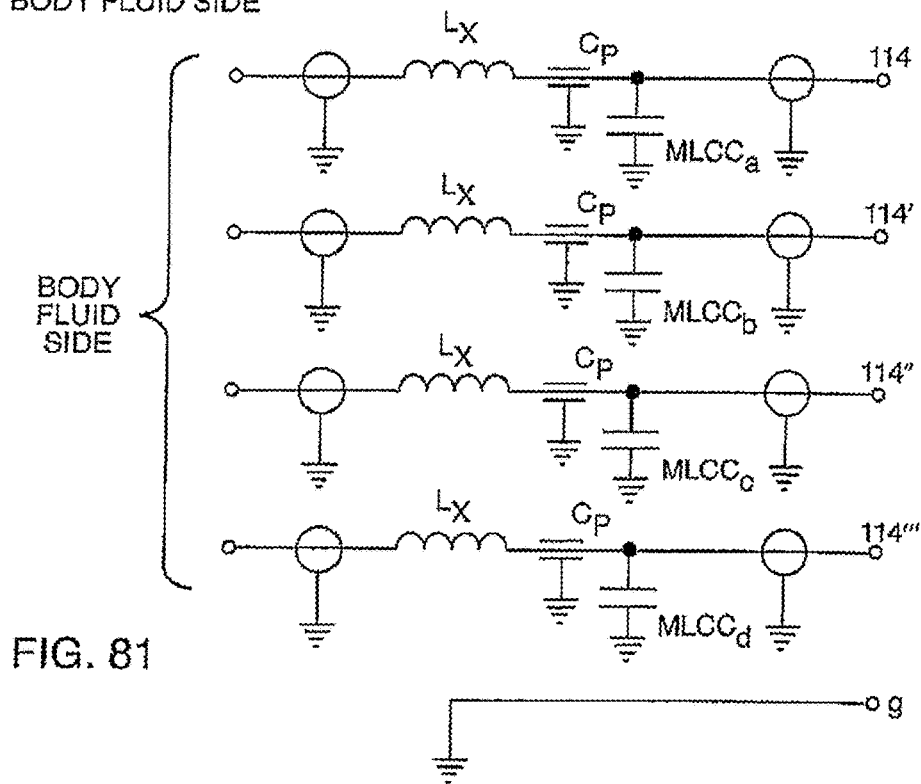 BODY FLUID SIDE
LX
CP
114
MLCCa
LX
CP
114'
MLCCb
BODY
FLUID
SIDE
LX
CP
114"
MLCCc
LX
CP
114'''
MLCCd
FIG. 81
g